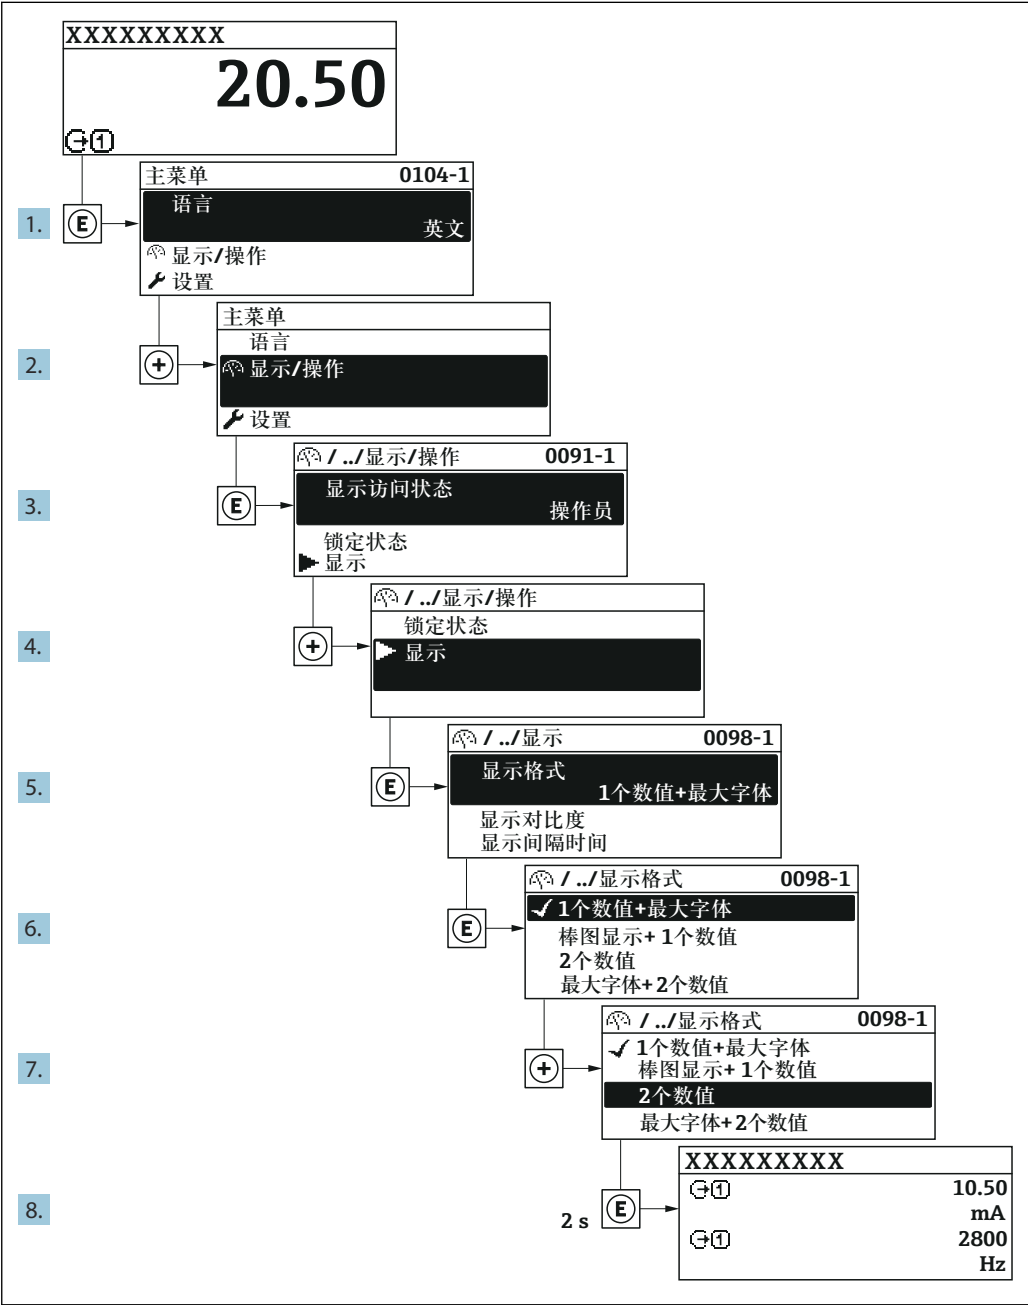 XXXXXXXXX
20.50
1
主菜单 0104-1
语言
英文
显示/操作
设置
1.
E
主菜单
语言
显示/操作
设置
2.
+
/ ../显示/操作 0091-1
显示访问状态
操作员
锁定状态
显示
3.
E
/ ../显示/操作
锁定状态
显示
4.
+
/ ../显示 0098-1
显示格式
1个数值+最大字体
显示对比度
显示间隔时间
5.
E
/ ../显示格式 0098-1
1个数值+最大字体
棒图显示+ 1个数值
2个数值
最大字体+ 2个数值
6.
E
/ ../显示格式 0098-1
1个数值+最大字体
棒图显示+ 1个数值
2个数值
最大字体+ 2个数值
7.
+
XXXXXXXXX
1 10.50
mA
1 2800
Hz
8.
2 s
E